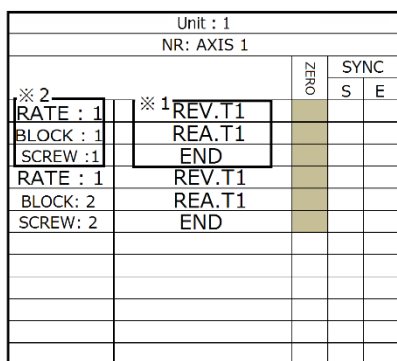 Unit : 1
NR: AXIS 1
ZERO
SYNC
S E
※ 2 ※ 1
RATE : 1 REV.T1
BLOCK : 1 REA.T1
SCREW :1 END
RATE : 1 REV.T1
BLOCK: 2 REA.T1
SCREW: 2 END